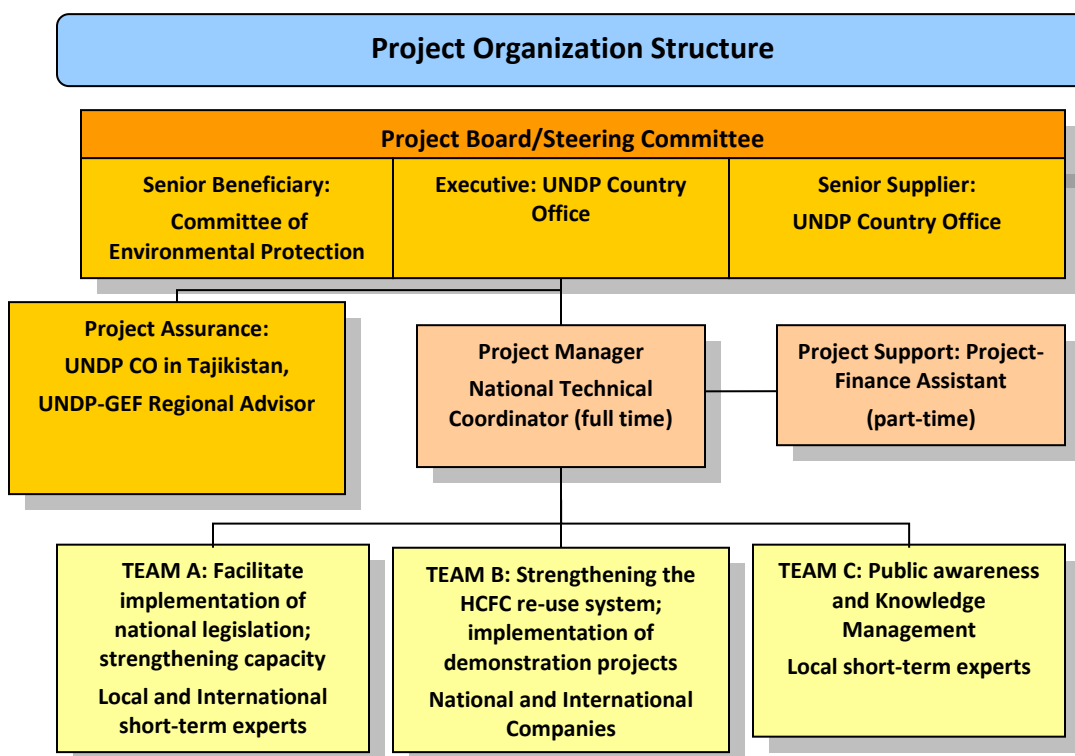 Project Organization Structure
Project Board/Steering Committee
Senior Beneficiary:
Committee of
Environmental Protection
Executive: UNDP Country
Office
Senior Supplier:
UNDP Country Office
Project Assurance:
UNDP CO in Tajikistan,
UNDP-GEF Regional Advisor
Project Manager
National Technical
Coordinator (full time)
Project Support: Project-
Finance Assistant
(part-time)
TEAM A: Facilitate
implementation of
national legislation;
strengthening capacity
Local and International
short-term experts
TEAM B: Strengthening the
HCFC re-use system;
implementation of
demonstration projects
National and International
Companies
TEAM C: Public awareness
and Knowledge
Management
Local short-term experts